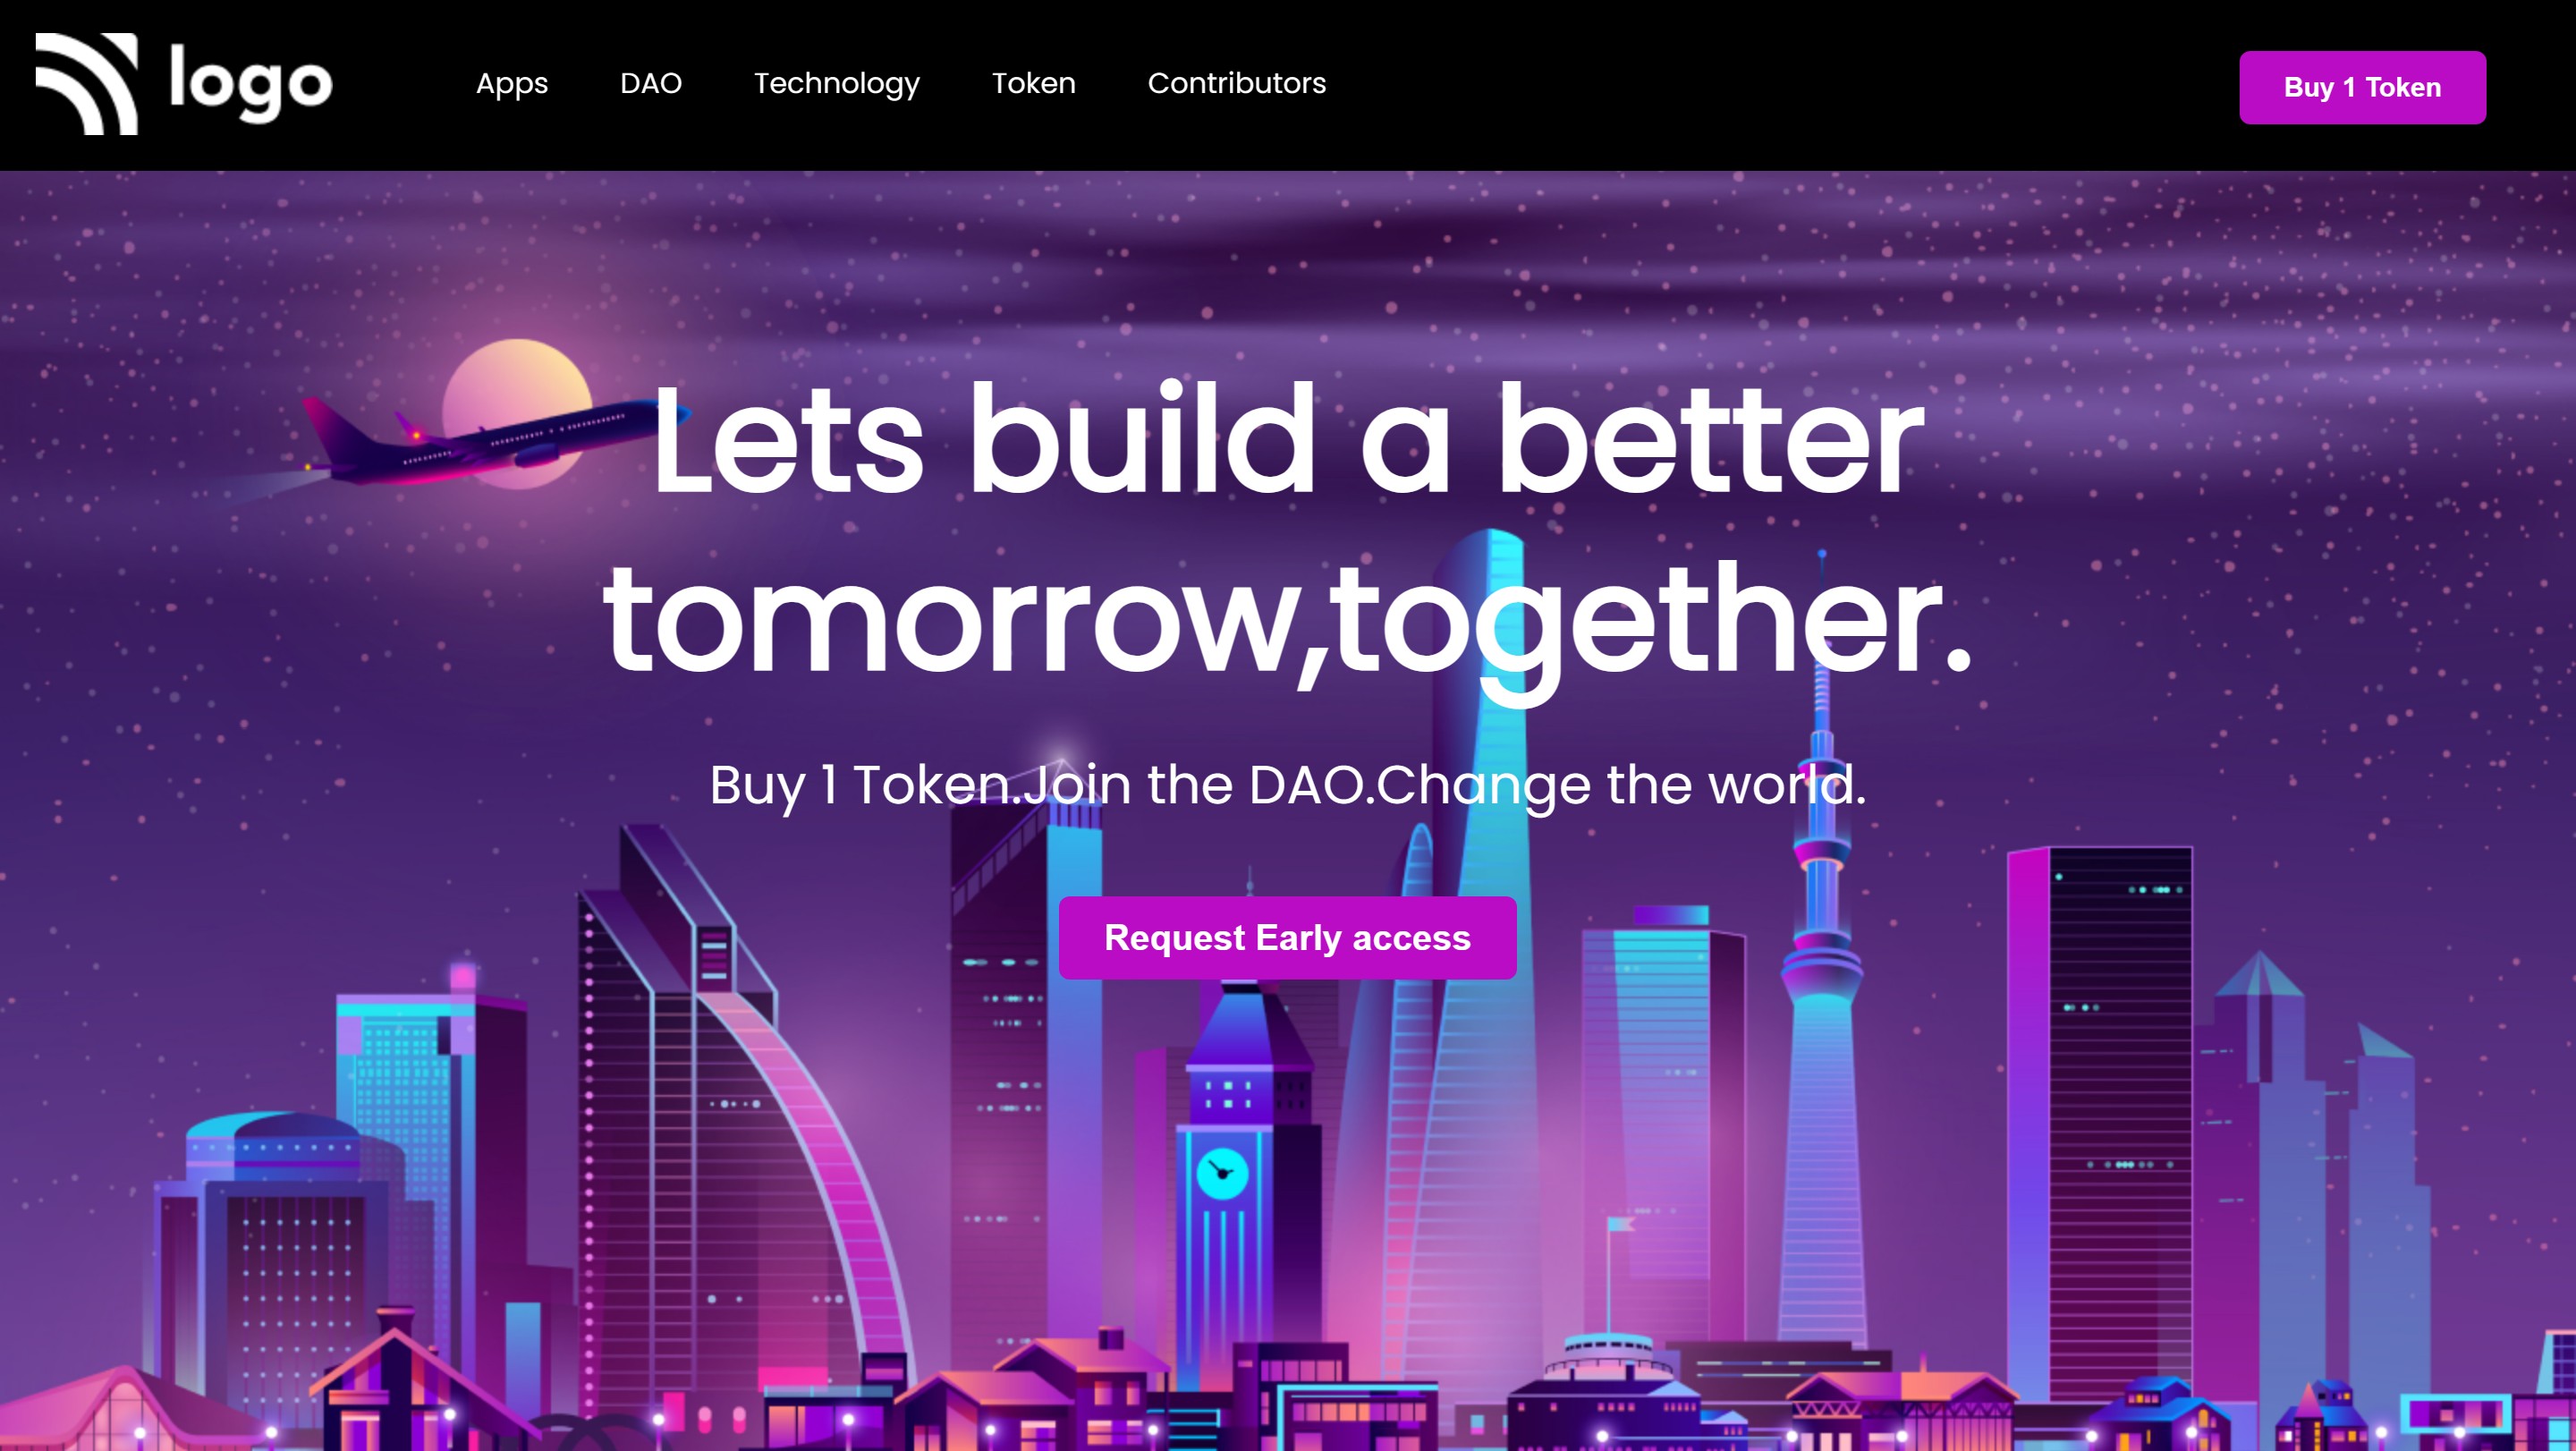 logo
Apps DAO Technology Token Contributors
Buy 1 Token
Lets build a better
tomorrow,together.
Buy 1 Token.Join the DAO.Change the world.
Request Early access